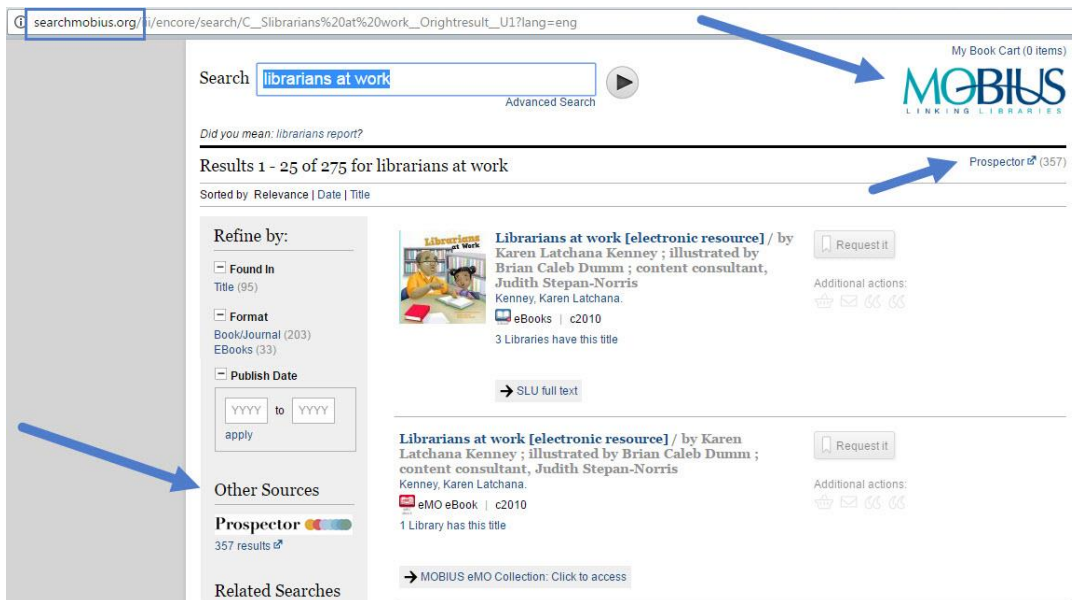 searchmobius.org/ii/encore/search/C__Slibrarians%20at%20work__Orightresult__U1?lang=eng
My Book Cart (0 items)
Search librarians at work
Advanced Search
MOBIUS
LINKING LIBRARIES
Did you mean: librarians report?
Results 1 - 25 of 275 for librarians at work
Prospector (357)
Sorted by Relevance | Date | Title
Refine by:
Found In
Title (95)
Format
Book/Journal (203)
EBooks (33)
Publish Date
YYYY to YYYY
apply
Other Sources
Prospector
357 results
Related Searches
Librarians
at Work
Librarians at work [electronic resource] / by
Karen Latchana Kenney ; illustrated by
Brian Caleb Dumm ; content consultant,
Judith Stepan-Norris
Kenney, Karen Latchana.
eBooks | c2010
3 Libraries have this title
SLU full text
Request it
Additional actions:
Librarians at work [electronic resource] / by Karen
Latchana Kenney ; illustrated by Brian Caleb Dumm ;
content consultant, Judith Stepan-Norris
Kenney, Karen Latchana.
eMO eBook | c2010
1 Library has this title
MOBIUS eMO Collection: Click to access
Request it
Additional actions: